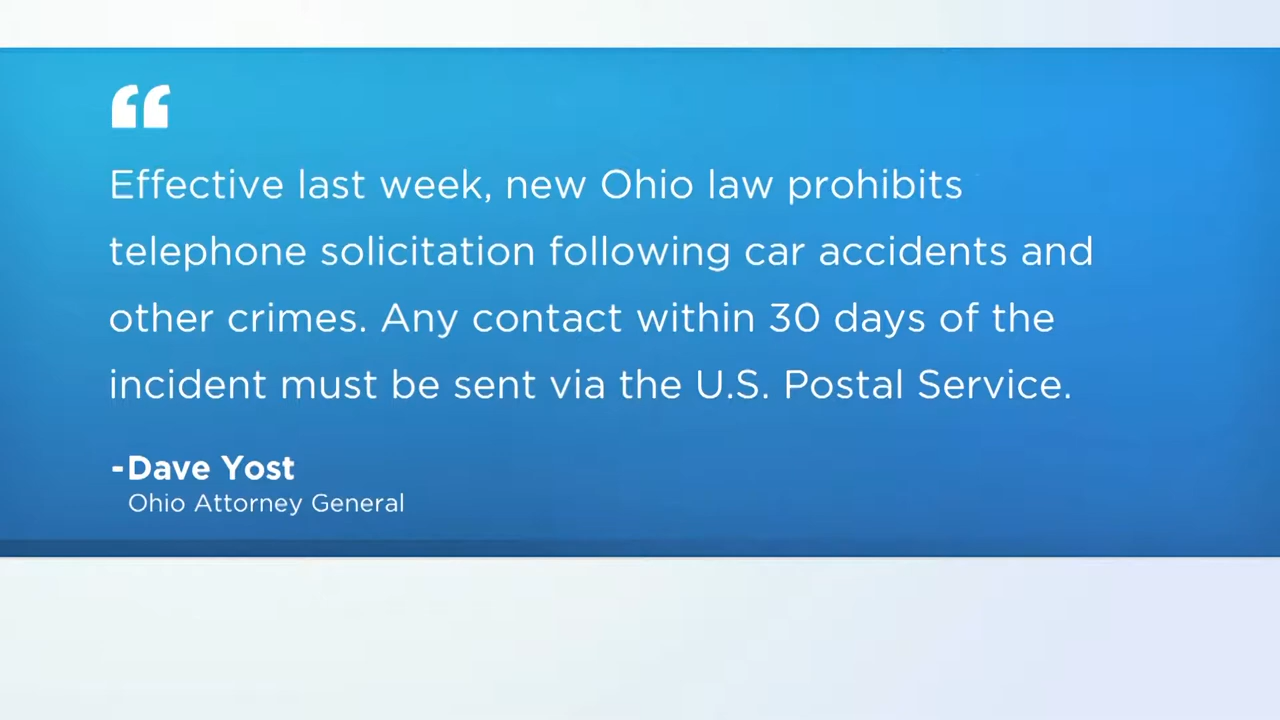 “
Effective last week, new Ohio law prohibits
telephone solicitation following car accidents and
other crimes. Any contact within 30 days of the
incident must be sent via the U.S. Postal Service.
-Dave Yost
Ohio Attorney General